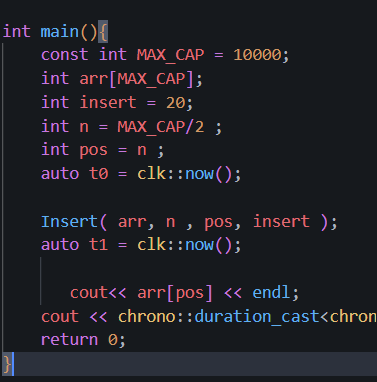 int main(){
    const int MAX_CAP = 10000;
    int arr[MAX_CAP];
    int insert = 20;
    int n = MAX_CAP/2 ;
    int pos = n ;
    auto t0 = clk::now();
    Insert( arr, n , pos, insert );
    auto t1 = clk::now();
       cout<< arr[pos] << endl;
    cout << chrono::duration_cast<chron
    return 0;
}